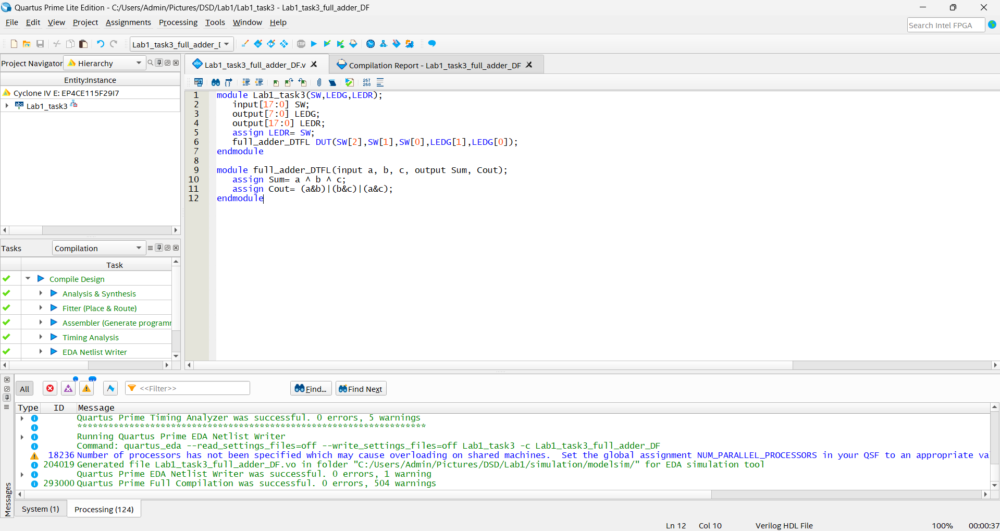 Quartus Prime Lite Edition - C:/Users/Admin/Pictures/DSD/Lab1/Lab1_task3 - Lab1_task3_full_adder_DF
File Edit View Project Assignments Processing Tools Window Help
Search Intel FPGA
Lab1_task3_full_adder_
STOP
Project Navigator Hierarchy
Entity:Instance
Cyclone IV E: EP4CE115F29I7
abc Lab1_task3
Tasks Compilation
Task
Compile Design
Analysis & Synthesis
Fitter (Place & Route)
Assembler (Generate program
Timing Analysis
EDA Netlist Writer
abc Lab1_task3_full_adder_DF.v
Compilation Report - Lab1_task3_full_adder_DF
267
268
1 module Lab1_task3(SW,LEDG,LEDR);
2 input[17:0] SW;
3 output[7:0] LEDG;
4 output[17:0] LEDR;
5 assign LEDR= SW;
6 full_adder_DTFL DUT(SW[2],SW[1],SW[0],LEDG[1],LEDG[0]);
7 endmodule
8
9 module full_adder_DTFL(input a, b, c, output Sum, Cout);
10 assign Sum= a ^ b ^ c;
11 assign Cout= (a&b)|(b&c)|(a&c);
12 endmodule
All <<Filter>> Find... Find Next
Type ID Message
Quartus Prime Timing Analyzer was successful. 0 errors, 5 warnings
*******************************************************************
Running Quartus Prime EDA Netlist Writer
Command: quartus_eda --read_settings_files=off --write_settings_files=off Lab1_task3 -c Lab1_task3_full_adder_DF
18236 Number of processors has not been specified which may cause overloading on shared machines.  Set the global assignment NUM_PARALLEL_PROCESSORS in your QSF to an appropriate va
204019 Generated file Lab1_task3_full_adder_DF.vo in folder "C:/Users/Admin/Pictures/DSD/Lab1/simulation/modelsim/" for EDA simulation tool
Quartus Prime EDA Netlist Writer was successful. 0 errors, 1 warning
293000 Quartus Prime Full Compilation was successful. 0 errors, 504 warnings
Messages
System (1) Processing (124)
Ln 12 Col 10 Verilog HDL File 100% 00:00:37